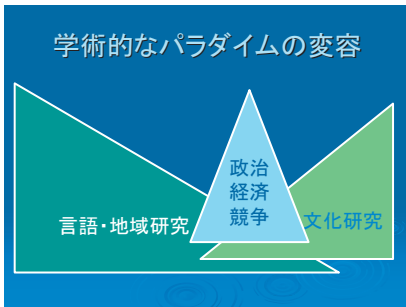 学術的なパラダイムの変容
政治
経済
競争
言語・地域研究
文化研究